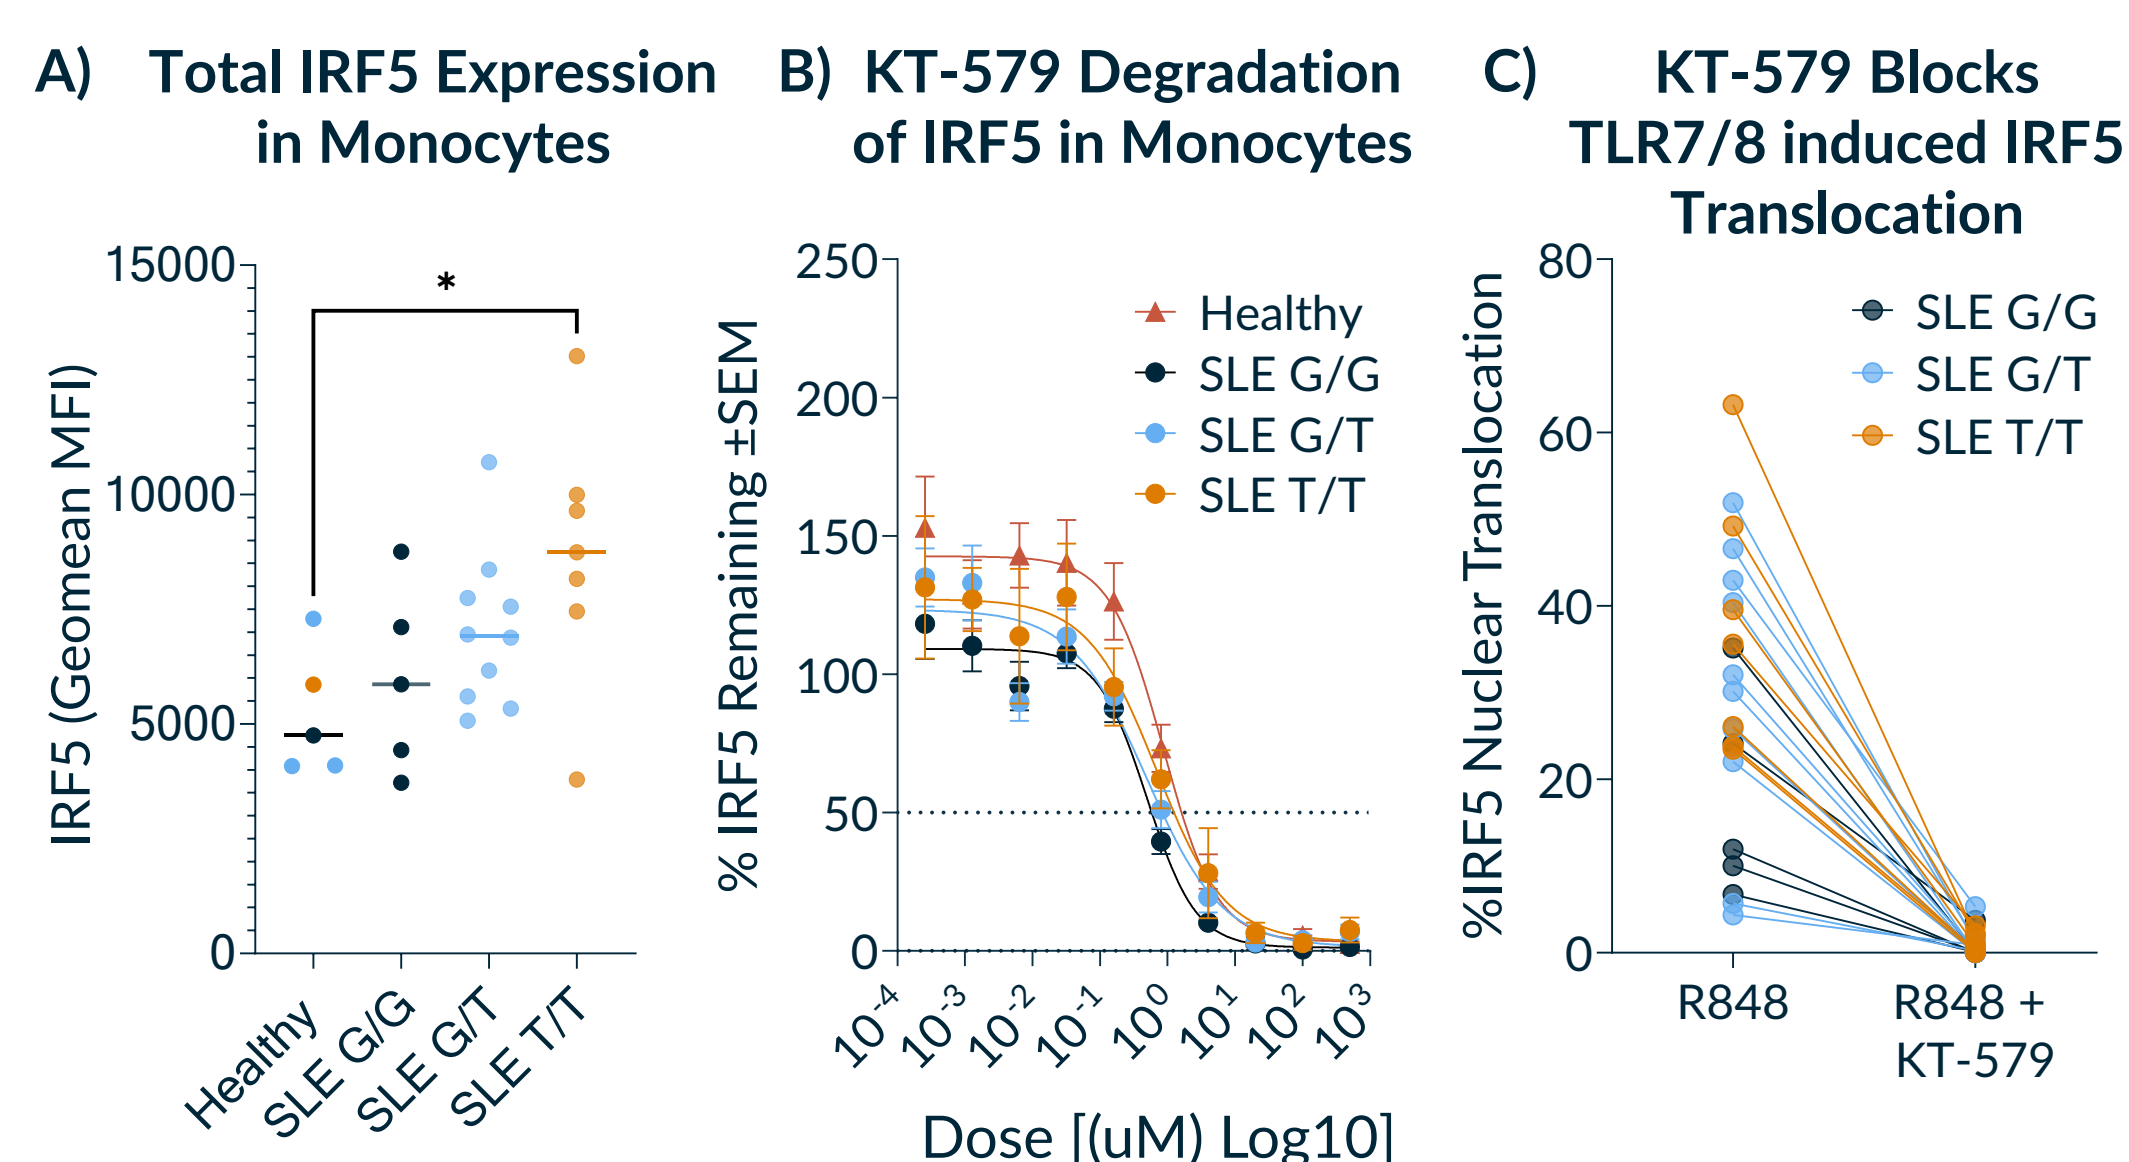 A) Total IRF5 Expression
in Monocytes
IRF5 (Geomean MFI)
15000
10000
5000
0
*
Healthy
SLE G/G
SLE G/T
SLE T/T
B) KT-579 Degradation
of IRF5 in Monocytes
% IRF5 Remaining ±SEM
250
200
150
100
50
0
Healthy
SLE G/G
SLE G/T
SLE T/T
10-4
10-3
10-2
10-1
100
101
102
103
Dose [(uM) Log10]
C) KT-579 Blocks
TLR7/8 induced IRF5
Translocation
%IRF5 Nuclear Translocation
80
60
40
20
0
SLE G/G
SLE G/T
SLE T/T
R848
R848 +
KT-579